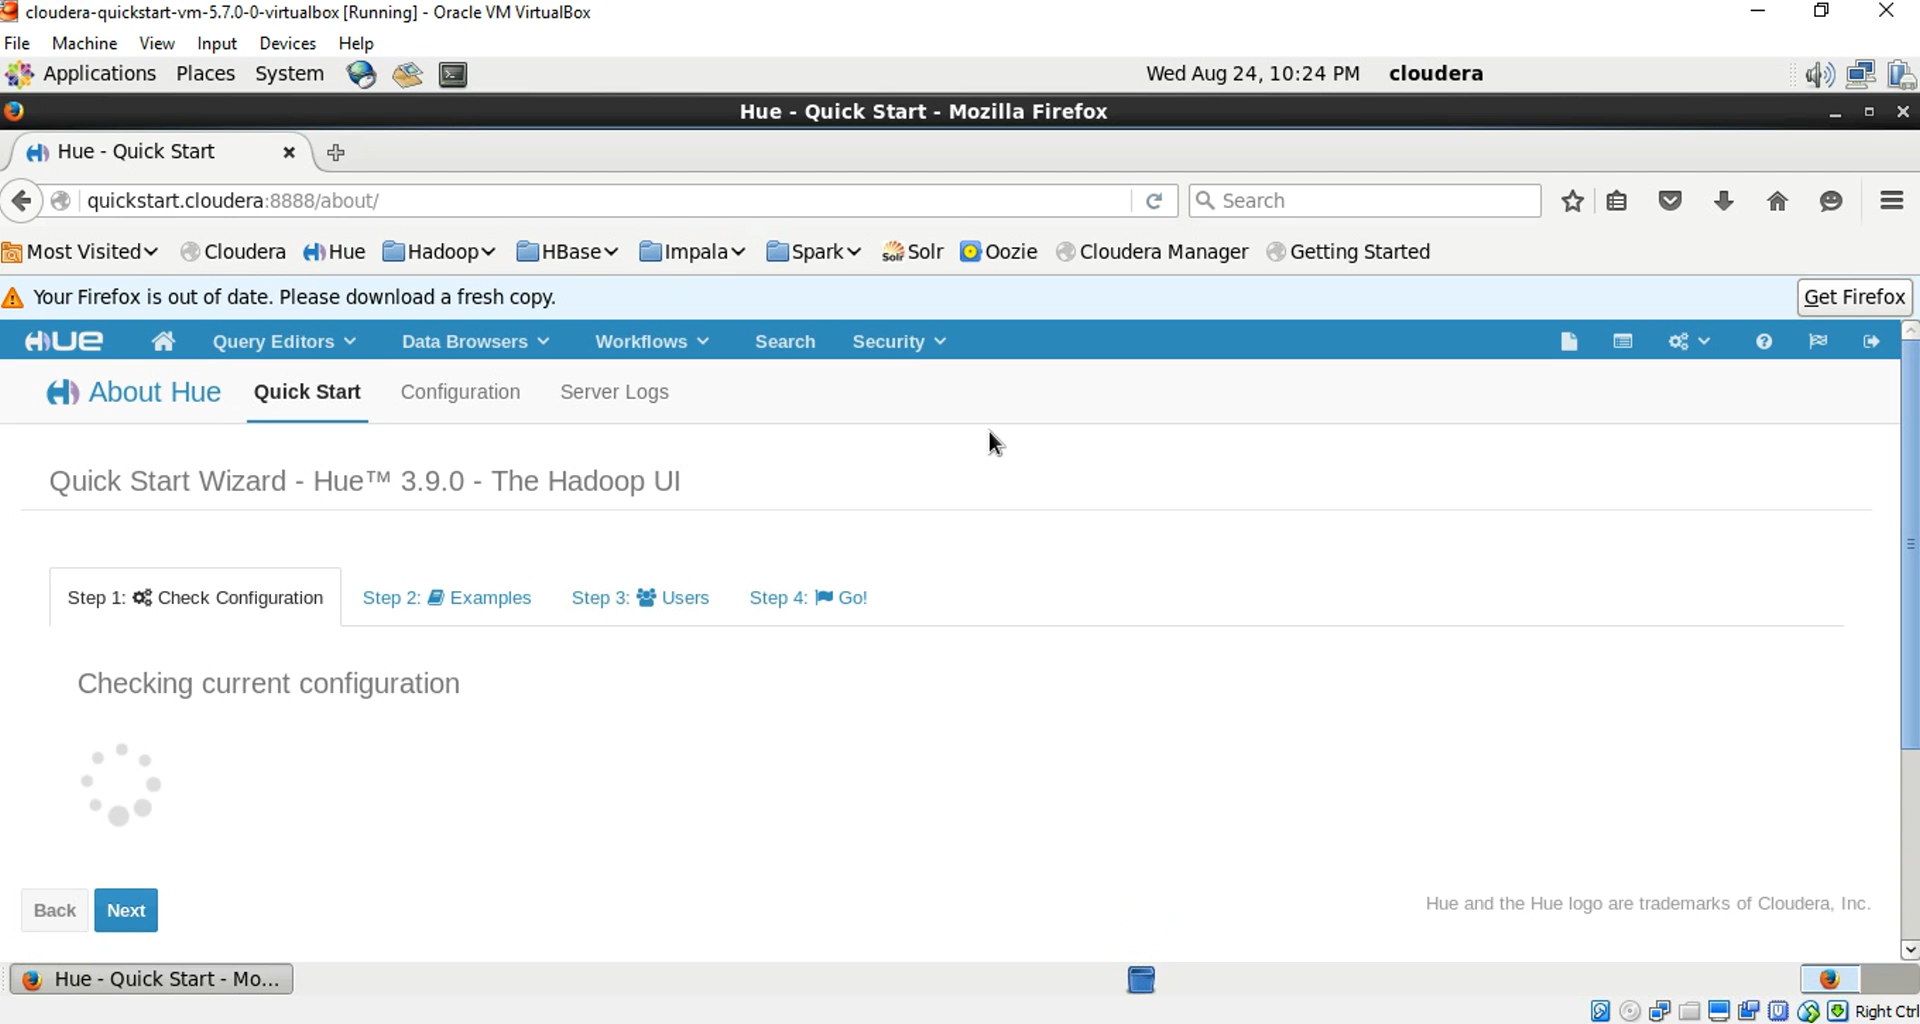 cloudera-quickstart-vm-5.7.0-0-virtualbox [Running] - Oracle VM VirtualBox
File Machine View Input Devices Help
Applications Places System Wed Aug 24, 10:24 PM cloudera
Hue - Quick Start - Mozilla Firefox
Hue - Quick Start
quickstart.cloudera:8888/about/ Search
Most Visited Cloudera Hue Hadoop HBase Impala Spark Solr Solr Oozie Cloudera Manager Getting Started
Your Firefox is out of date. Please download a fresh copy. Get Firefox
HUE Query Editors Data Browsers Workflows Search Security
About Hue Quick Start Configuration Server Logs
Quick Start Wizard - Hue™ 3.9.0 - The Hadoop UI
Step 1: Check Configuration Step 2: Examples Step 3: Users Step 4: Go!
Checking current configuration
Back Next Hue and the Hue logo are trademarks of Cloudera, Inc.
Hue - Quick Start - Mo...
Right Ctrl